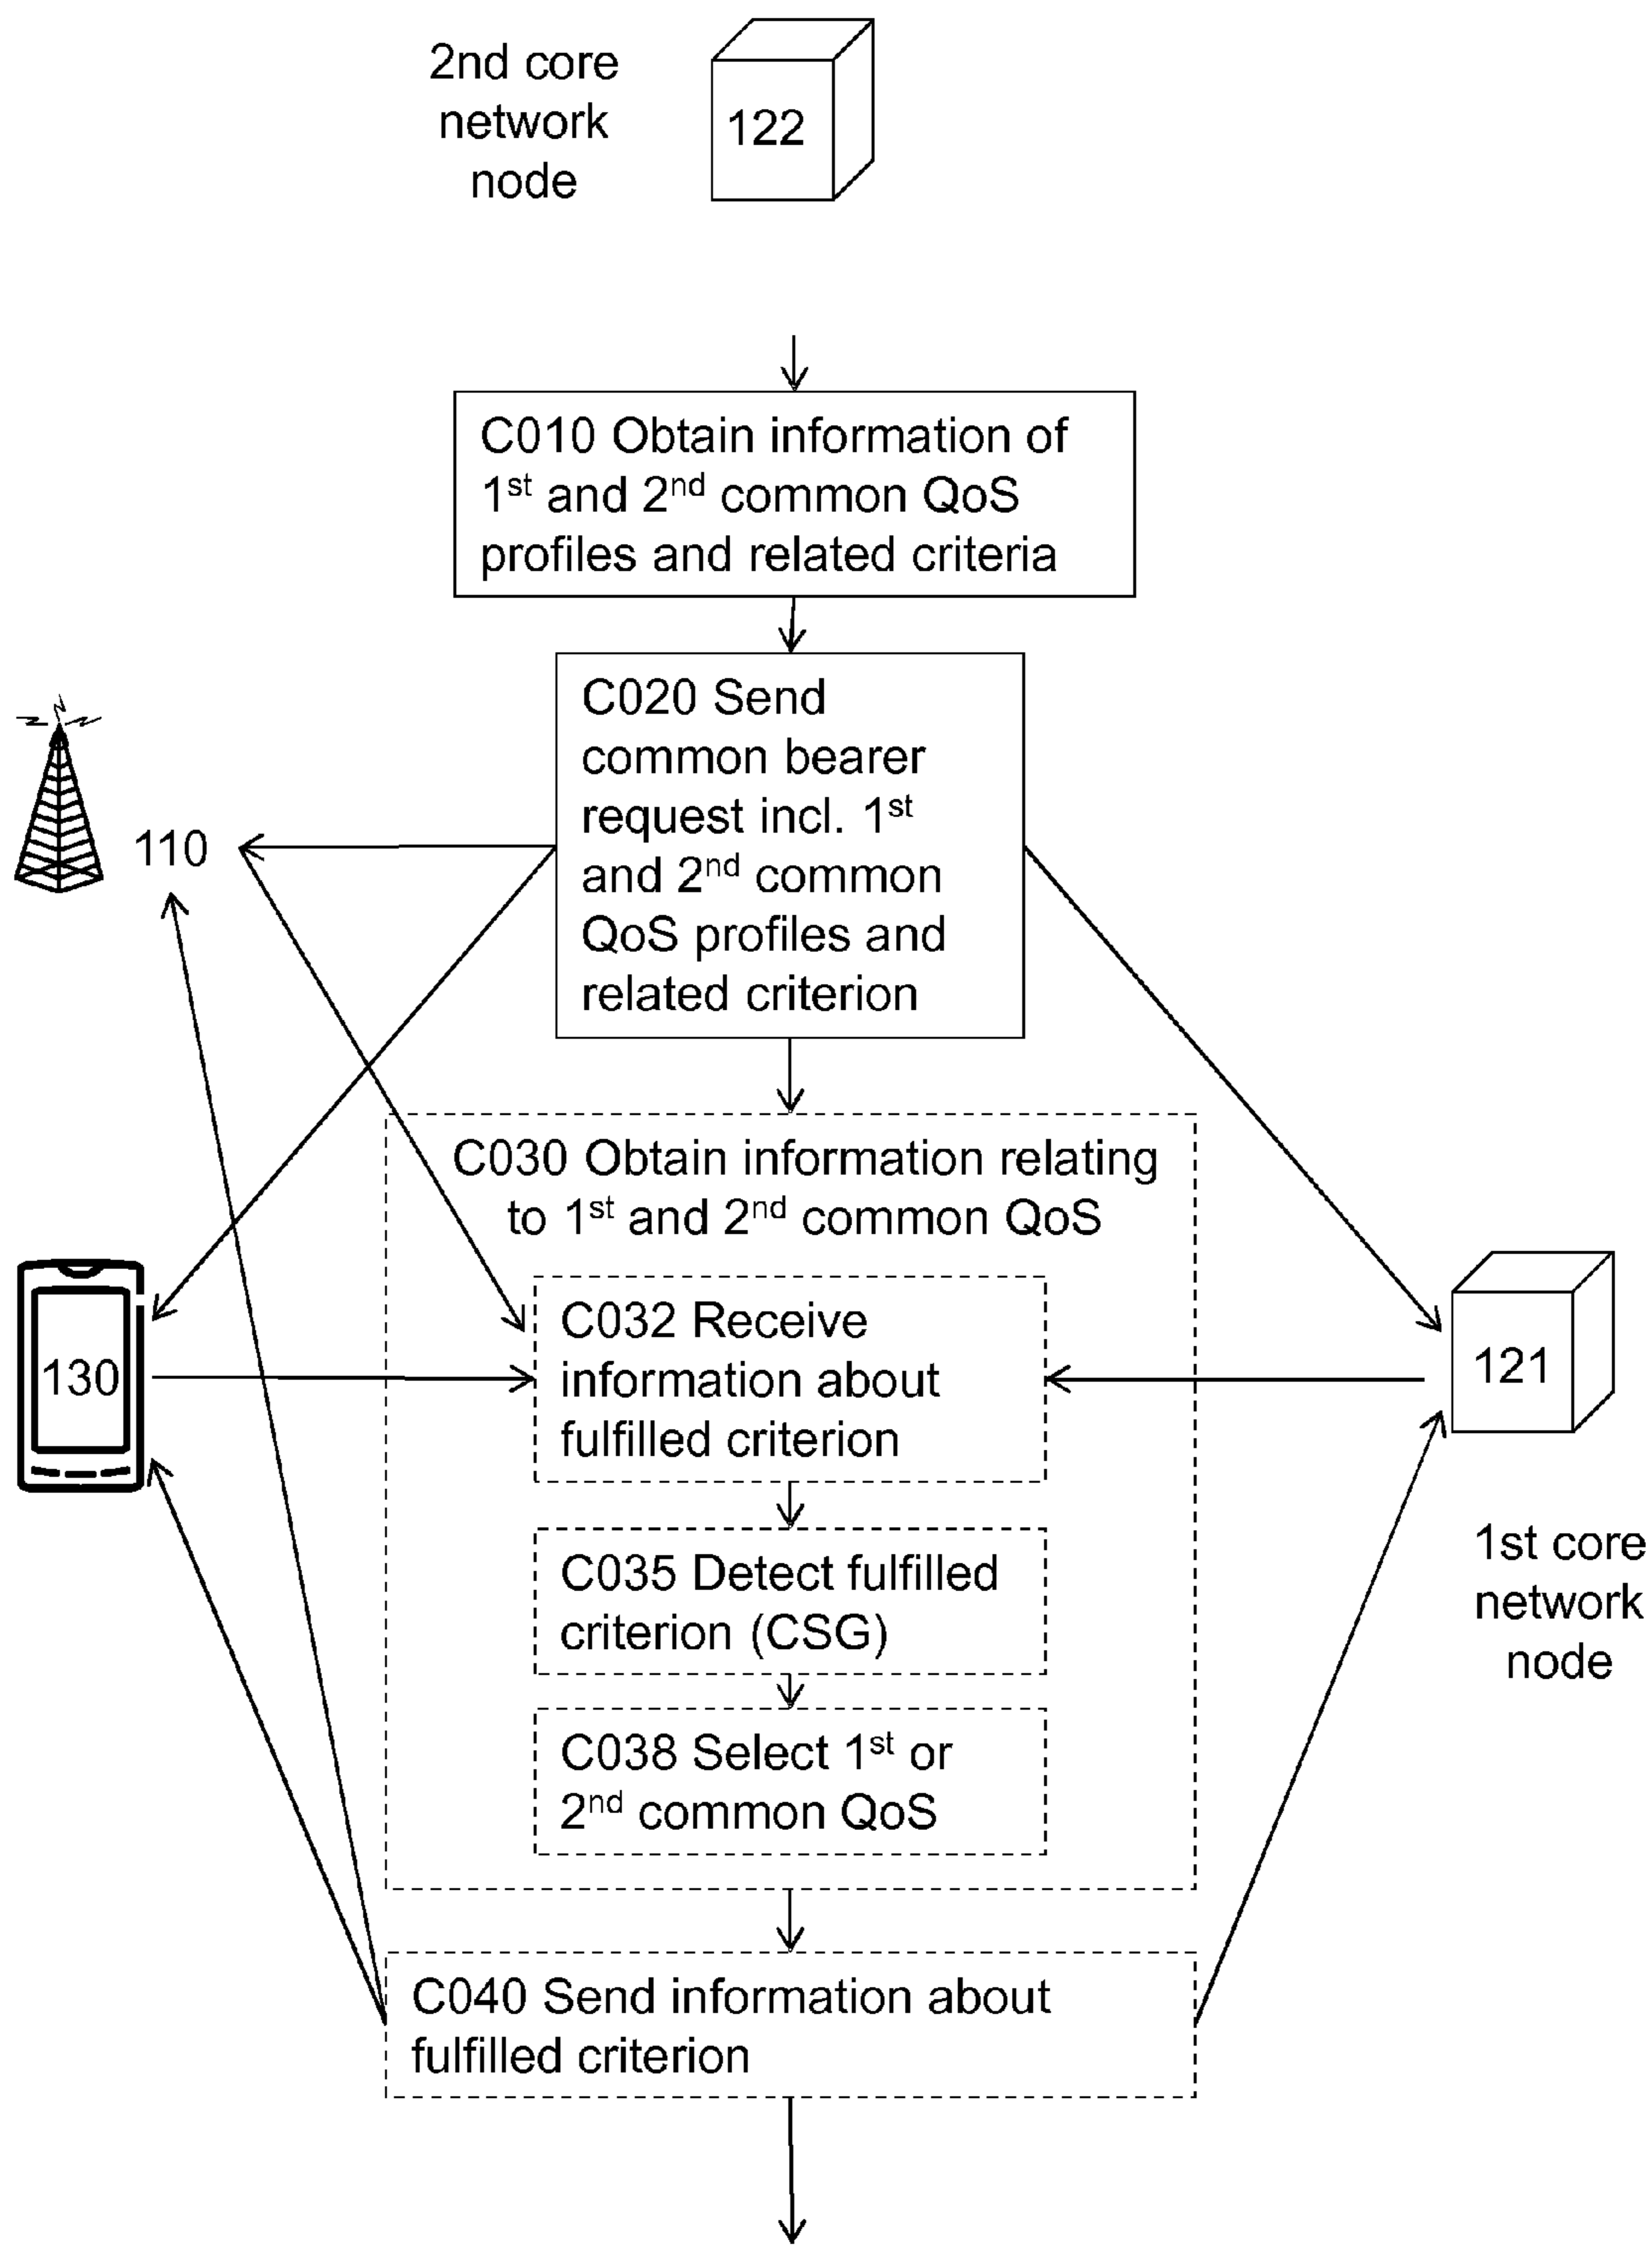 2nd core
network
node
122
C010 Obtain information of
1st and 2nd common QoS
profiles and related criteria
C020 Send
common bearer
request incl. 1st
and 2nd common
QoS profiles and
related criterion
110
C030 Obtain information relating
to 1st and 2nd common QoS
C032 Receive
information about
fulfilled criterion
130
121
C035 Detect fulfilled
criterion (CSG)
1st core
network
node
C038 Select 1st or
2nd common QoS
C040 Send information about
fulfilled criterion